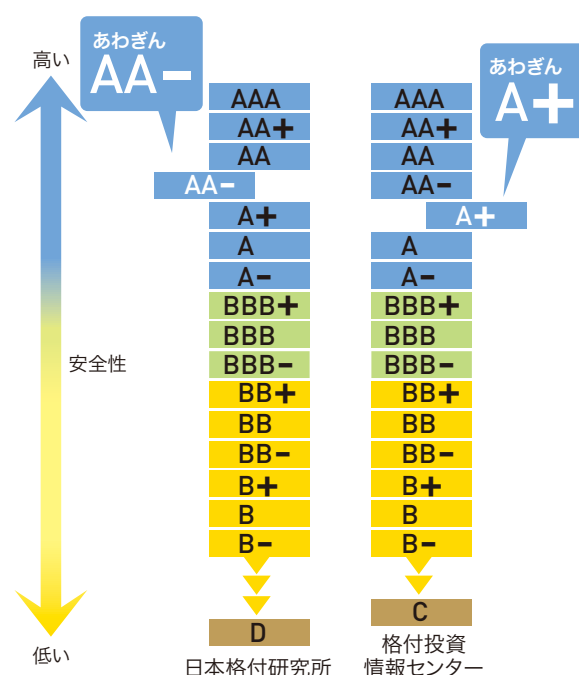 高い
あわぎん
AA−
あわぎん
A+
AAA
AA+
AA
AA−
A+
A
A−
BBB+
BBB
BBB−
BB+
BB
BB−
B+
B
B−
D
日本格付研究所
AAA
AA+
AA
AA−
A+
A
A−
BBB+
BBB
BBB−
BB+
BB
BB−
B+
B
B−
C
格付投資
情報センター
安全性
低い